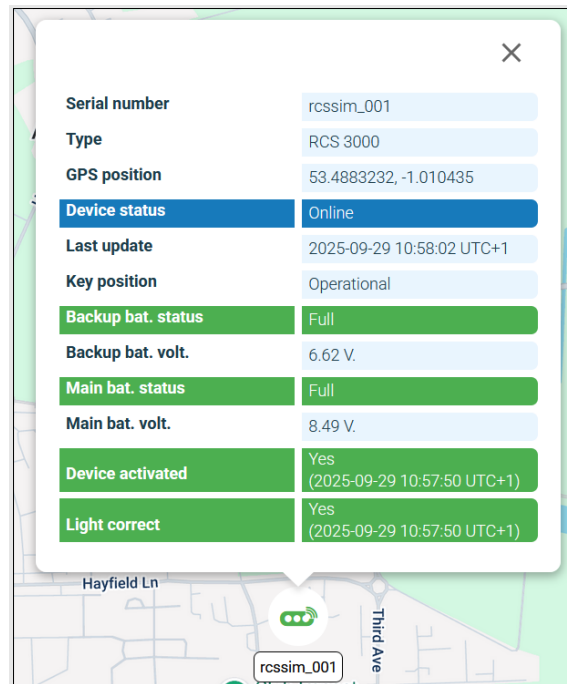 Serial number
rcssim_001
Type
RCS 3000
GPS position
53.4883232, -1.010435
Device status
Online
Last update
2025-09-29 10:58:02 UTC+1
Key position
Operational
Backup bat. status
Full
Backup bat. volt.
6.62 V.
Main bat. status
Full
Main bat. volt.
8.49 V.
Device activated
Yes
(2025-09-29 10:57:50 UTC+1)
Light correct
Yes
(2025-09-29 10:57:50 UTC+1)
Hayfield Ln
Third Ave
rcssim_001